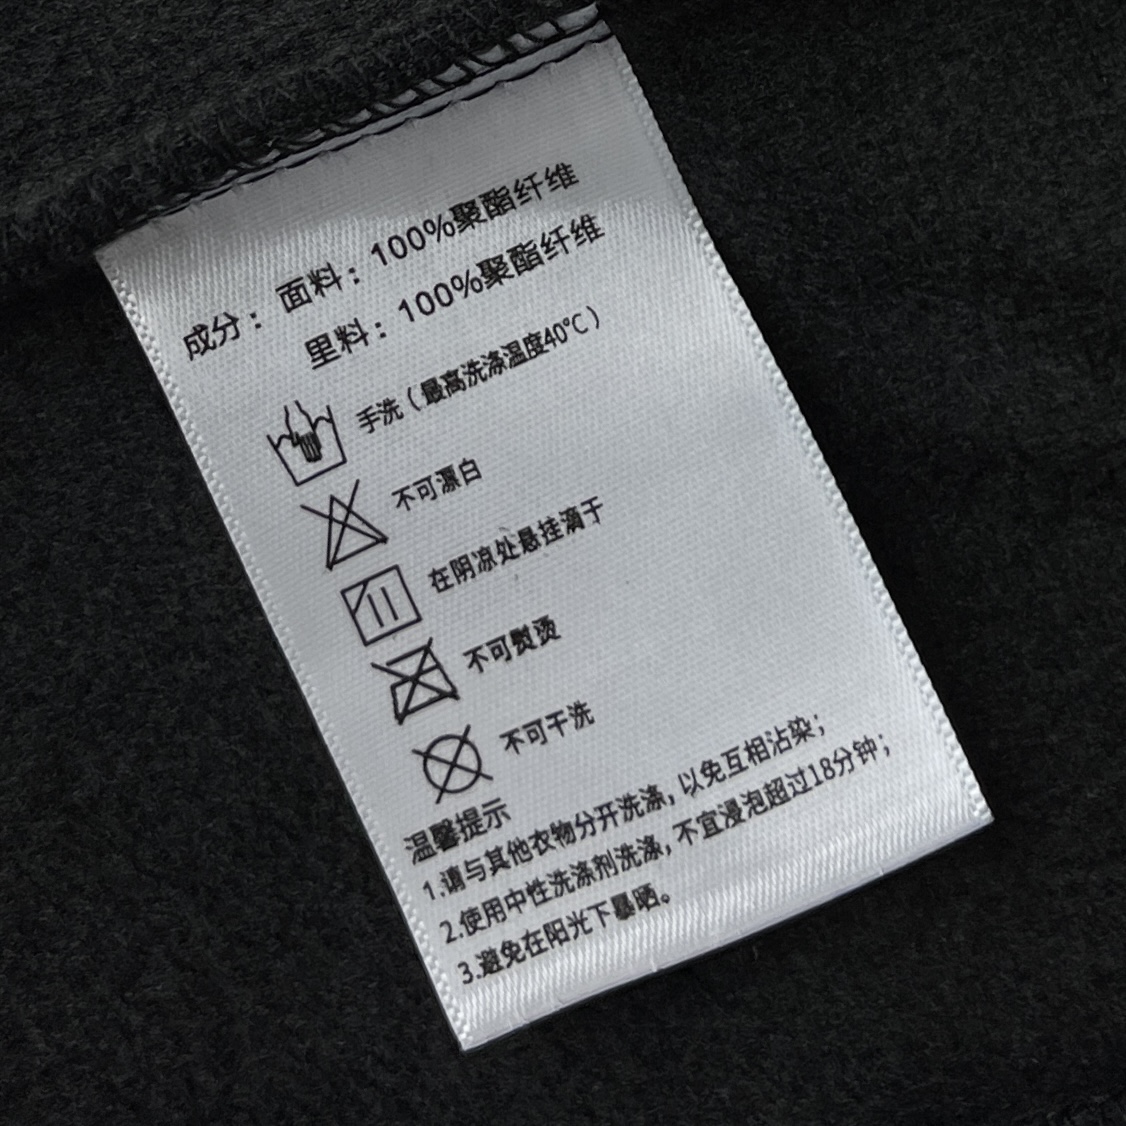 成分：面料：100%聚酯纤维
里料：100%聚酯纤维
手洗（最高洗涤温度40℃）
不可漂白
在阴凉处悬挂滴干
不可熨烫
不可干洗
温馨提示
1.请与其他衣物分开洗涤，以免互相沾染；
2.使用中性洗涤剂洗涤，不宜浸泡超过18分钟；
3.避免在阳光下暴晒。